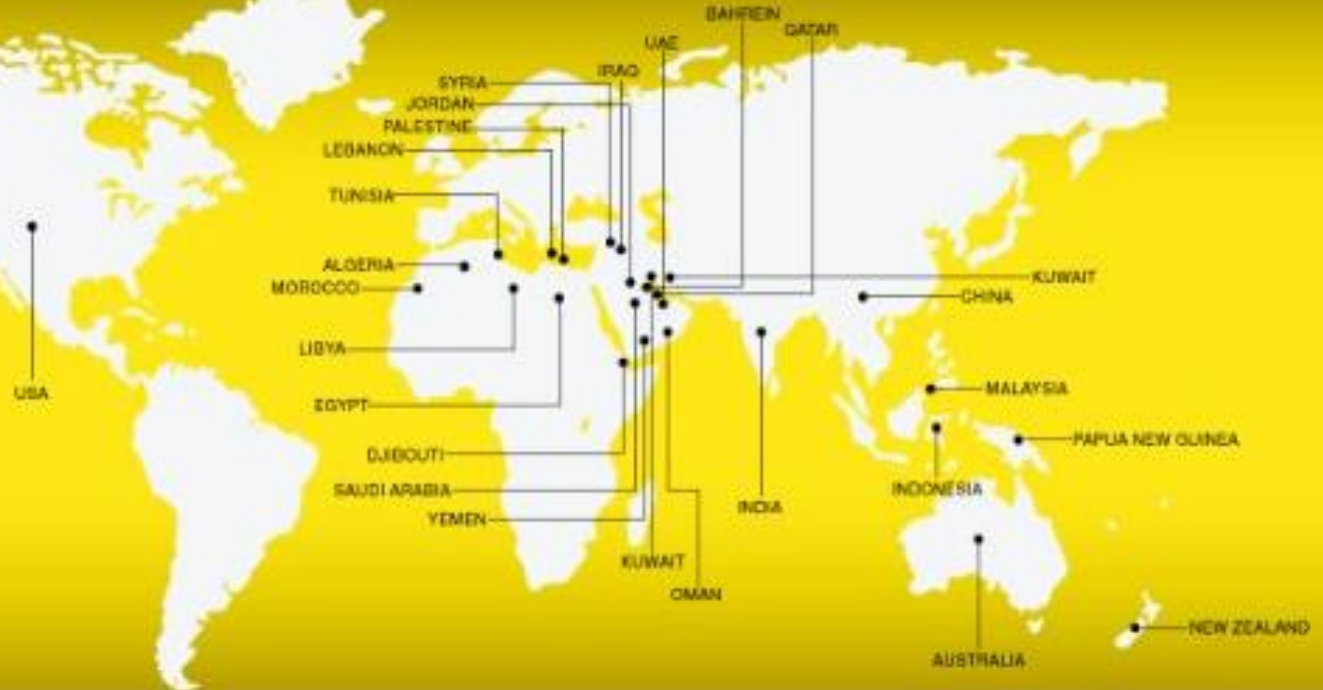 BAHREIN
QATAR
UAE
IRAQ
SYRIA
JORDAN
PALESTINE
LEBANON
TUNISIA
ALGERIA
MOROCCO
LIBYA
EGYPT
DJIBOUTI
SAUDI ARABIA
YEMEN
KUWAIT
OMAN
USA
KUWAIT
CHINA
MALAYSIA
PAPUA NEW GUINEA
INDONESIA
INDIA
NEW ZEALAND
AUSTRALIA